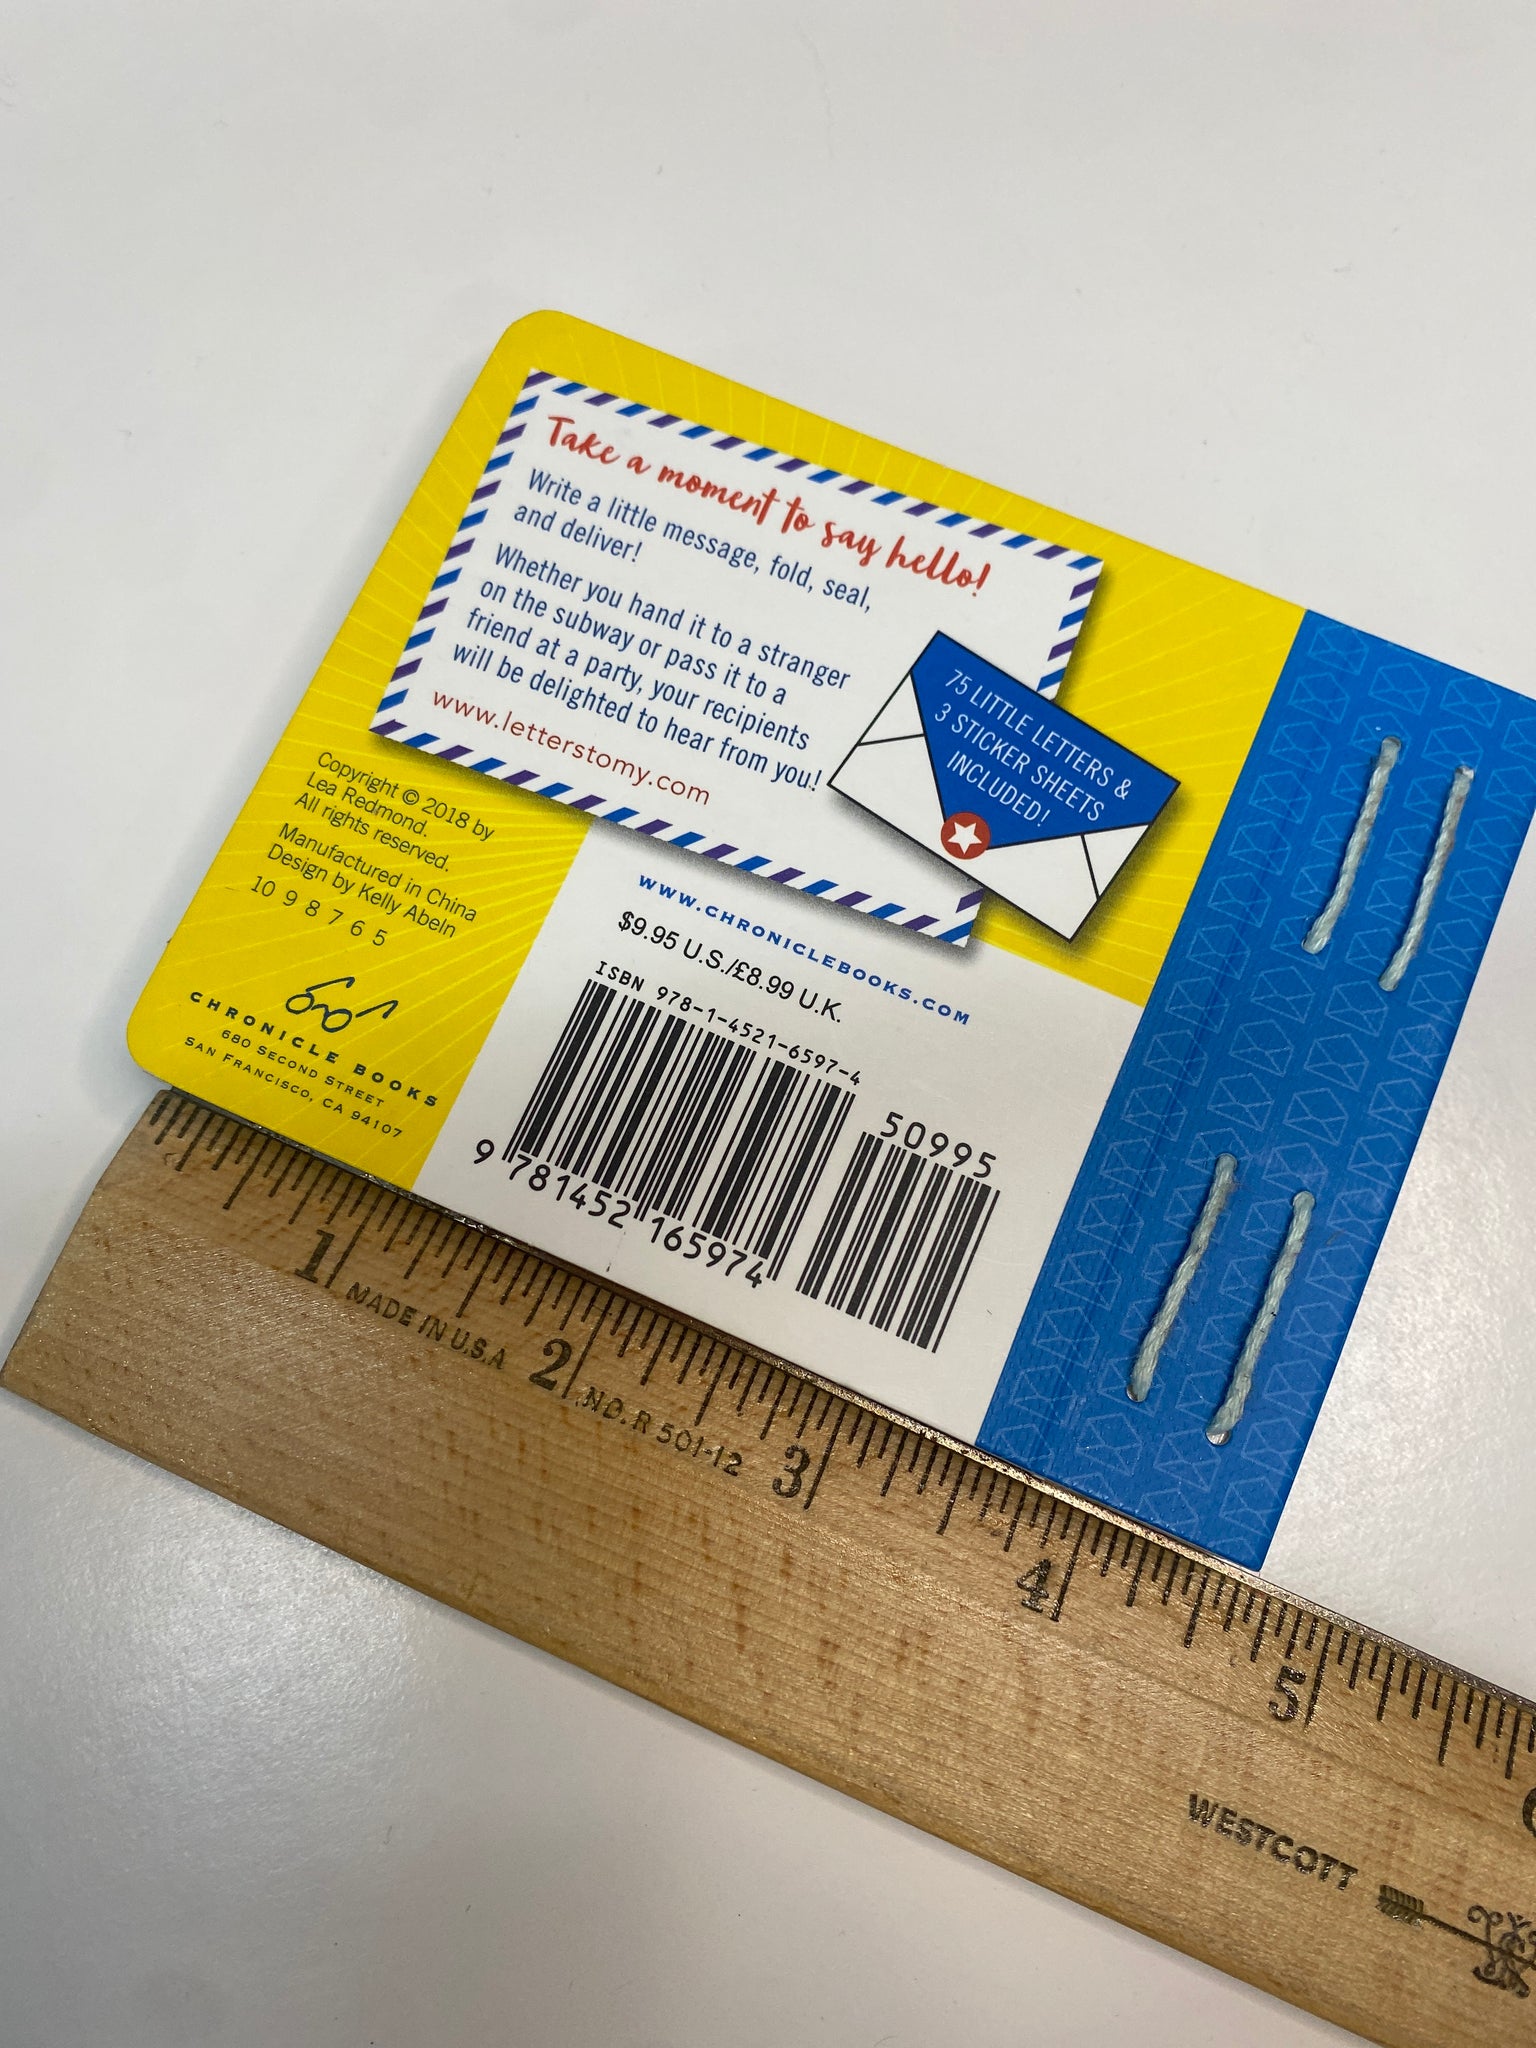 Take a moment to say hello!
Write a little message, fold, seal,
and deliver!
Whether you hand it to a stranger
on the subway or pass it to a
friend at a party, your recipients
will be delighted to hear from you!
www.letterstomy.com
75 LITTLE LETTERS &
3 STICKER SHEETS
INCLUDED!
Copyright © 2018 by
Lea Redmond.
All rights reserved.
Manufactured in China
Design by Kelly Abeln
10 9 8 7 6 5
CHRONICLE BOOKS
680 SECOND STREET
SAN FRANCISCO, CA 94107
WWW.CHRONICLEBOOKS.COM
$9.95 U.S./£8.99 U.K.
ISBN 978-1-4521-6597-4
50995
9 781452 165974
1 2 3 4 5
MADE IN U.S.A
NO. R 501-12
WESTCOTT